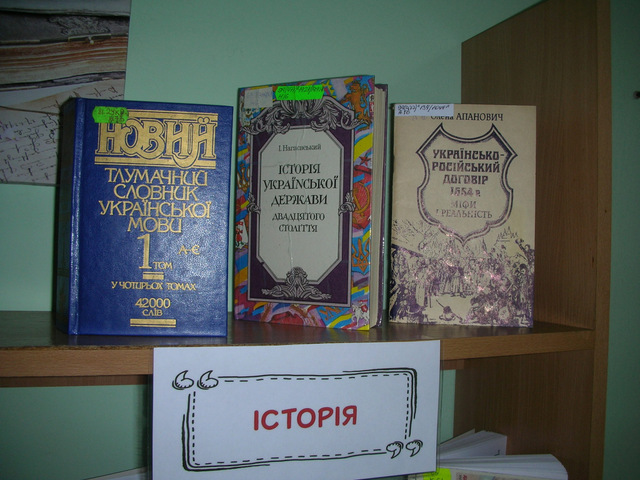 НОВИЙ
ТЛУМАЧНИЙ
СЛОВНИК
УКРАЇНСЬКОЇ
МОВИ
1 ТОМ
А-Є
У ЧОТИРЬОХ ТОМАХ
42000
СЛІВ
І. Нагаєвський
ІСТОРІЯ
УКРАЇНСЬКОЇ
ДЕРЖАВИ
ДВАДЦЯТОГО
СТОЛІТТЯ
Олена АПАНОВИЧ
УКРАЇНСЬКО-
РОСІЙСЬКИЙ
ДОГОВІР
1654 р.
МІФИ
І РЕАЛЬНІСТЬ
ІСТОРІЯ